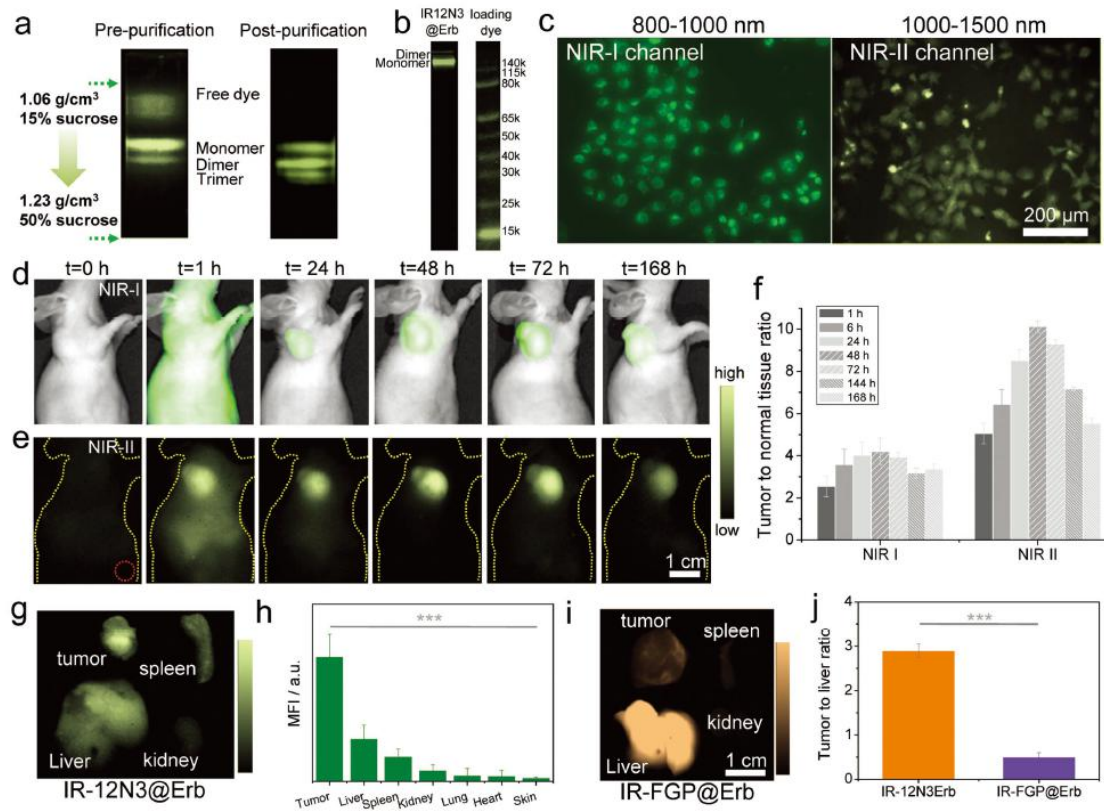 a
Pre-purification
Post-purification
1.06 g/cm³
15% sucrose
1.23 g/cm³
50% sucrose
Free dye
Monomer
Dimer
Trimer
b
IR12N3
@Erb
loading
dye
Dimer
Monomer
140k
115k
80k
65k
50k
40k
30k
15k
c
800-1000 nm
1000-1500 nm
NIR-I channel
NIR-II channel
200 µm
d
t=0 h
t=1 h
t= 24 h
t=48 h
t= 72 h
t=168 h
NIR-I
high
low
e
NIR-II
1 cm
f
Tumor to normal tissue ratio
10
8
6
4
2
0
1 h
6 h
24 h
48 h
72 h
144 h
168 h
NIR I
NIR II
g
tumor
spleen
Liver
kidney
IR-12N3@Erb
h
MFI / a.u.
***
Tumor
Liver
Spleen
Kidney
Lung
Heart
Skin
i
tumor
spleen
kidney
Liver
1 cm
IR-FGP@Erb
j
Tumor to liver ratio
4
3
2
1
0
***
IR-12N3Erb
IR-FGP@Erb